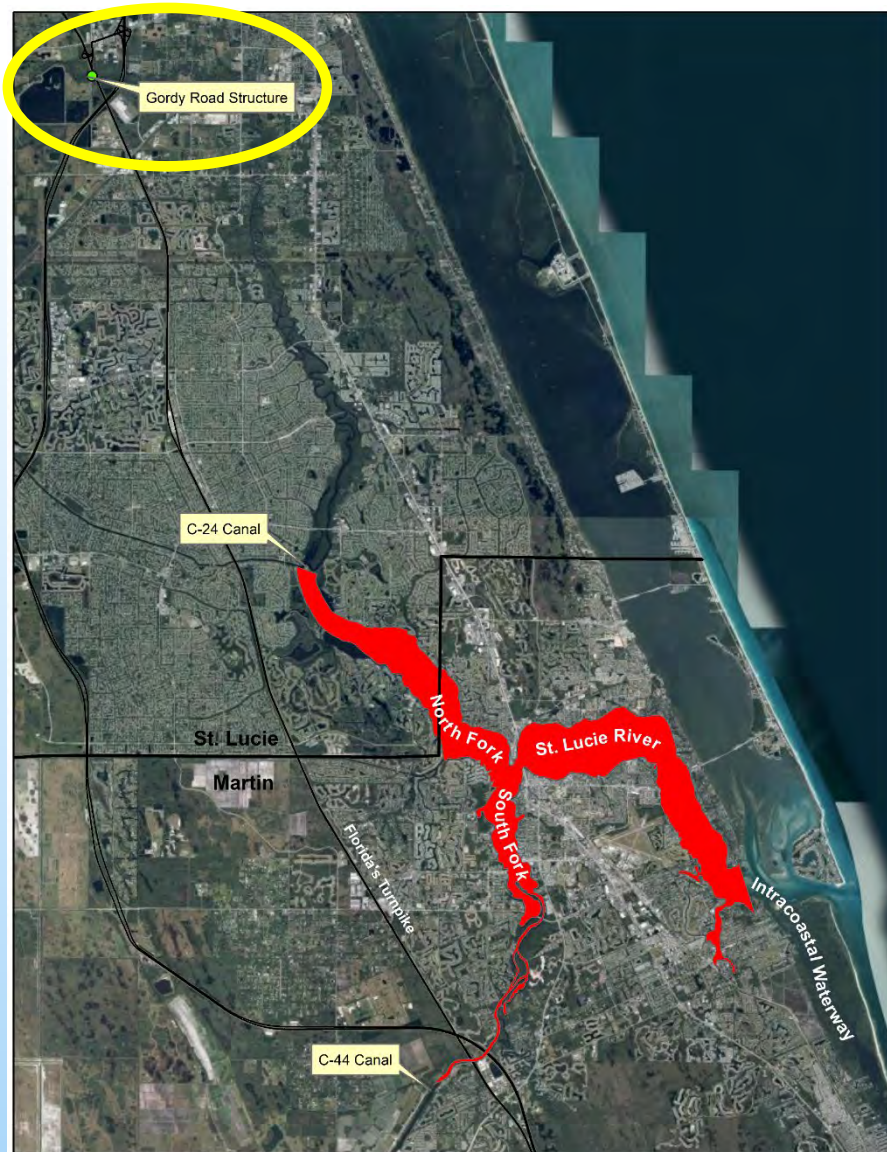 Gordy Road Structure
C-24 Canal
North Fork
St. Lucie River
St. Lucie
Martin
South Fork
Florida's Turnpike
Intracoastal Waterway
C-44 Canal